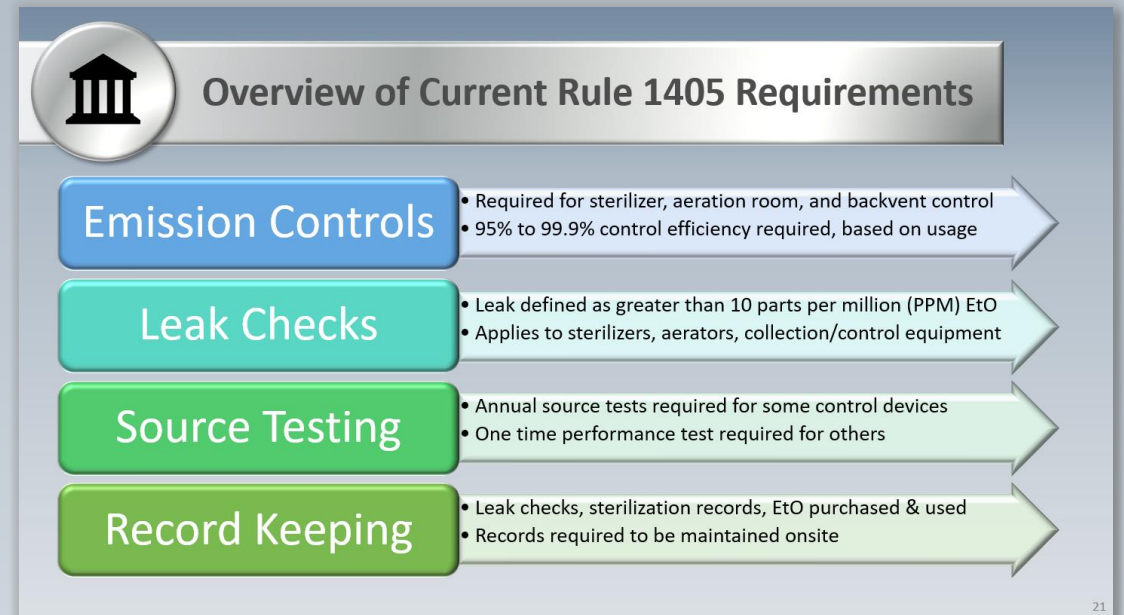 Overview of Current Rule 1405 Requirements
Emission Controls
• Required for sterilizer, aeration room, and backvent control
• 95% to 99.9% control efficiency required, based on usage
Leak Checks
• Leak defined as greater than 10 parts per million (PPM) EtO
• Applies to sterilizers, aerators, collection/control equipment
Source Testing
• Annual source tests required for some control devices
• One time performance test required for others
Record Keeping
• Leak checks, sterilization records, EtO purchased & used
• Records required to be maintained onsite
21